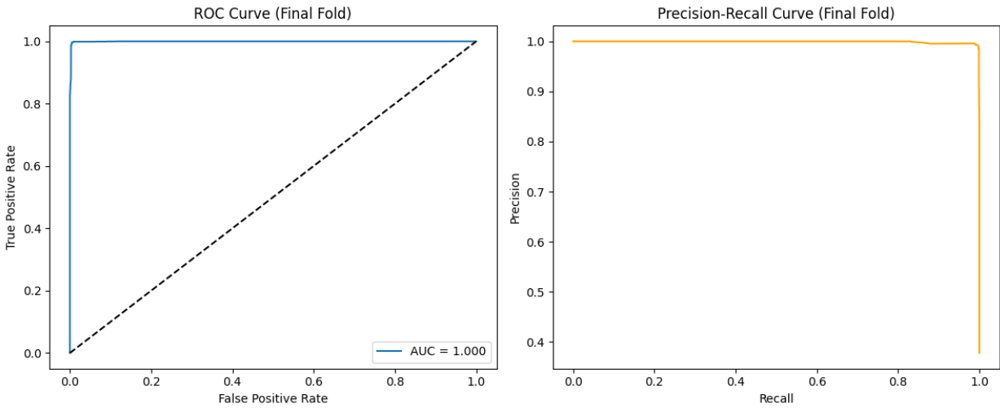 ROC Curve (Final Fold)
1.0
0.8
0.6
0.4
0.2
0.0
True Positive Rate
0.0 0.2 0.4 0.6 0.8 1.0
False Positive Rate
AUC = 1.000
Precision-Recall Curve (Final Fold)
1.0
0.9
0.8
0.7
0.6
0.5
0.4
Precision
0.0 0.2 0.4 0.6 0.8 1.0
Recall